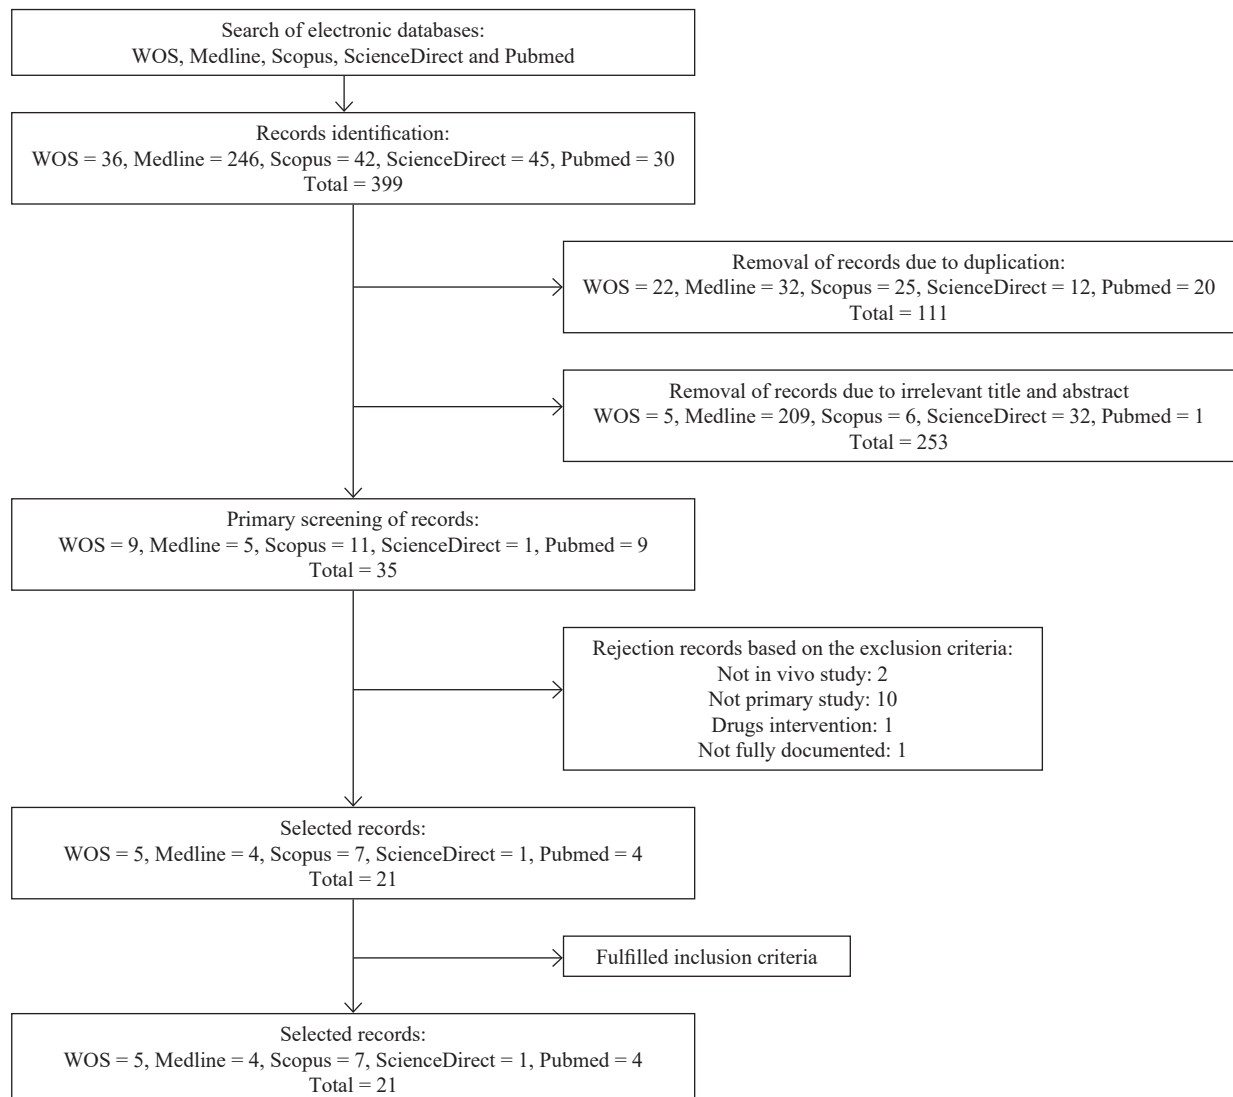 Search of electronic databases:
WOS, Medline, Scopus, ScienceDirect and Pubmed
Records identification:
WOS = 36, Medline = 246, Scopus = 42, ScienceDirect = 45, Pubmed = 30
Total = 399
Removal of records due to duplication:
WOS = 22, Medline = 32, Scopus = 25, ScienceDirect = 12, Pubmed = 20
Total = 111
Removal of records due to irrelevant title and abstract
WOS = 5, Medline = 209, Scopus = 6, ScienceDirect = 32, Pubmed = 1
Total = 253
Primary screening of records:
WOS = 9, Medline = 5, Scopus = 11, ScienceDirect = 1, Pubmed = 9
Total = 35
Rejection records based on the exclusion criteria:
Not in vivo study: 2
Not primary study: 10
Drugs intervention: 1
Not fully documented: 1
Selected records:
WOS = 5, Medline = 4, Scopus = 7, ScienceDirect = 1, Pubmed = 4
Total = 21
Fulfilled inclusion criteria
Selected records:
WOS = 5, Medline = 4, Scopus = 7, ScienceDirect = 1, Pubmed = 4
Total = 21